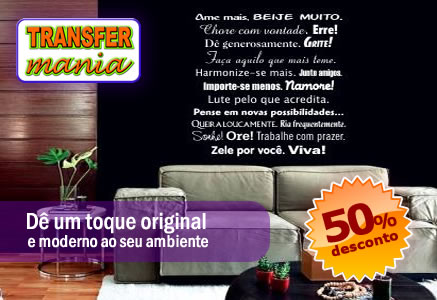 TRANSFER
mania
Ame mais, BEIJE MUITO.
Chore com vontade. Erre!
Dê generosamente. GRITE!
Faça aquilo que mais teme.
Harmonize-se mais. Junte amigos.
Importe-se menos. Namore!
Lute pelo que acredita.
Pense em novas possibilidades...
QUEIRA LOUCAMENTE. Ria frequentemente.
Sonhe! Ore! Trabalhe com prazer.
Zele por você. Viva!
Dê um toque original
e moderno ao seu ambiente
50%
desconto